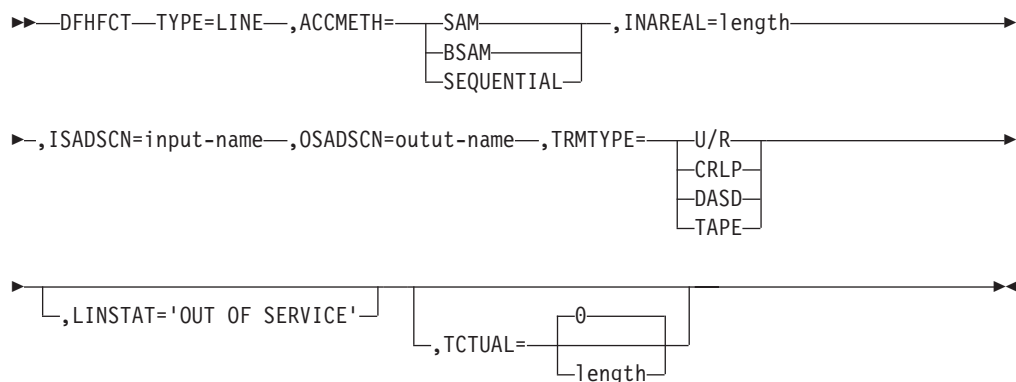 DFHFCT TYPE=LINE ,ACCMETH= SAM ,INAREAL=length
BSAM
SEQUENTIAL
,ISADSCN=input-name ,OSADSCN=outut-name ,TRMTYPE= U/R
CRLP
DASD
TAPE
,LINSTAT='OUT OF SERVICE'
0
,TCTUAL=
length